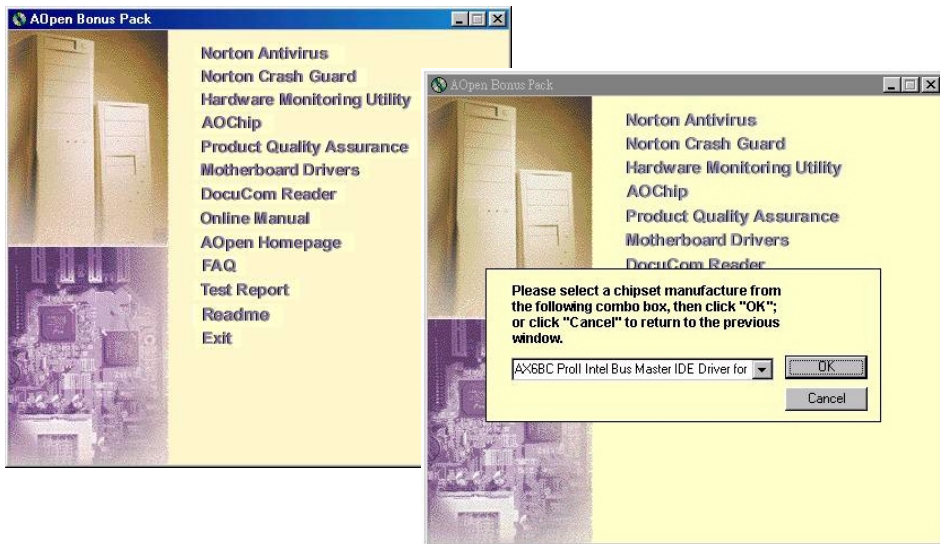 AOpen Bonus Pack
Norton Antivirus
Norton Crash Guard
Hardware Monitoring Utility
AOChip
Product Quality Assurance
Motherboard Drivers
DocuCom Reader
Online Manual
AOpen Homepage
FAQ
Test Report
Readme
Exit
AOpen Bonus Pack
Norton Antivirus
Norton Crash Guard
Hardware Monitoring Utility
AOChip
Product Quality Assurance
Motherboard Drivers
DocuCom Reader
Please select a chipset manufacture from
the following combo box, then click "OK";
or click "Cancel" to return to the previous
window.
AX6BC ProII Intel Bus Master IDE Driver for
OK
Cancel